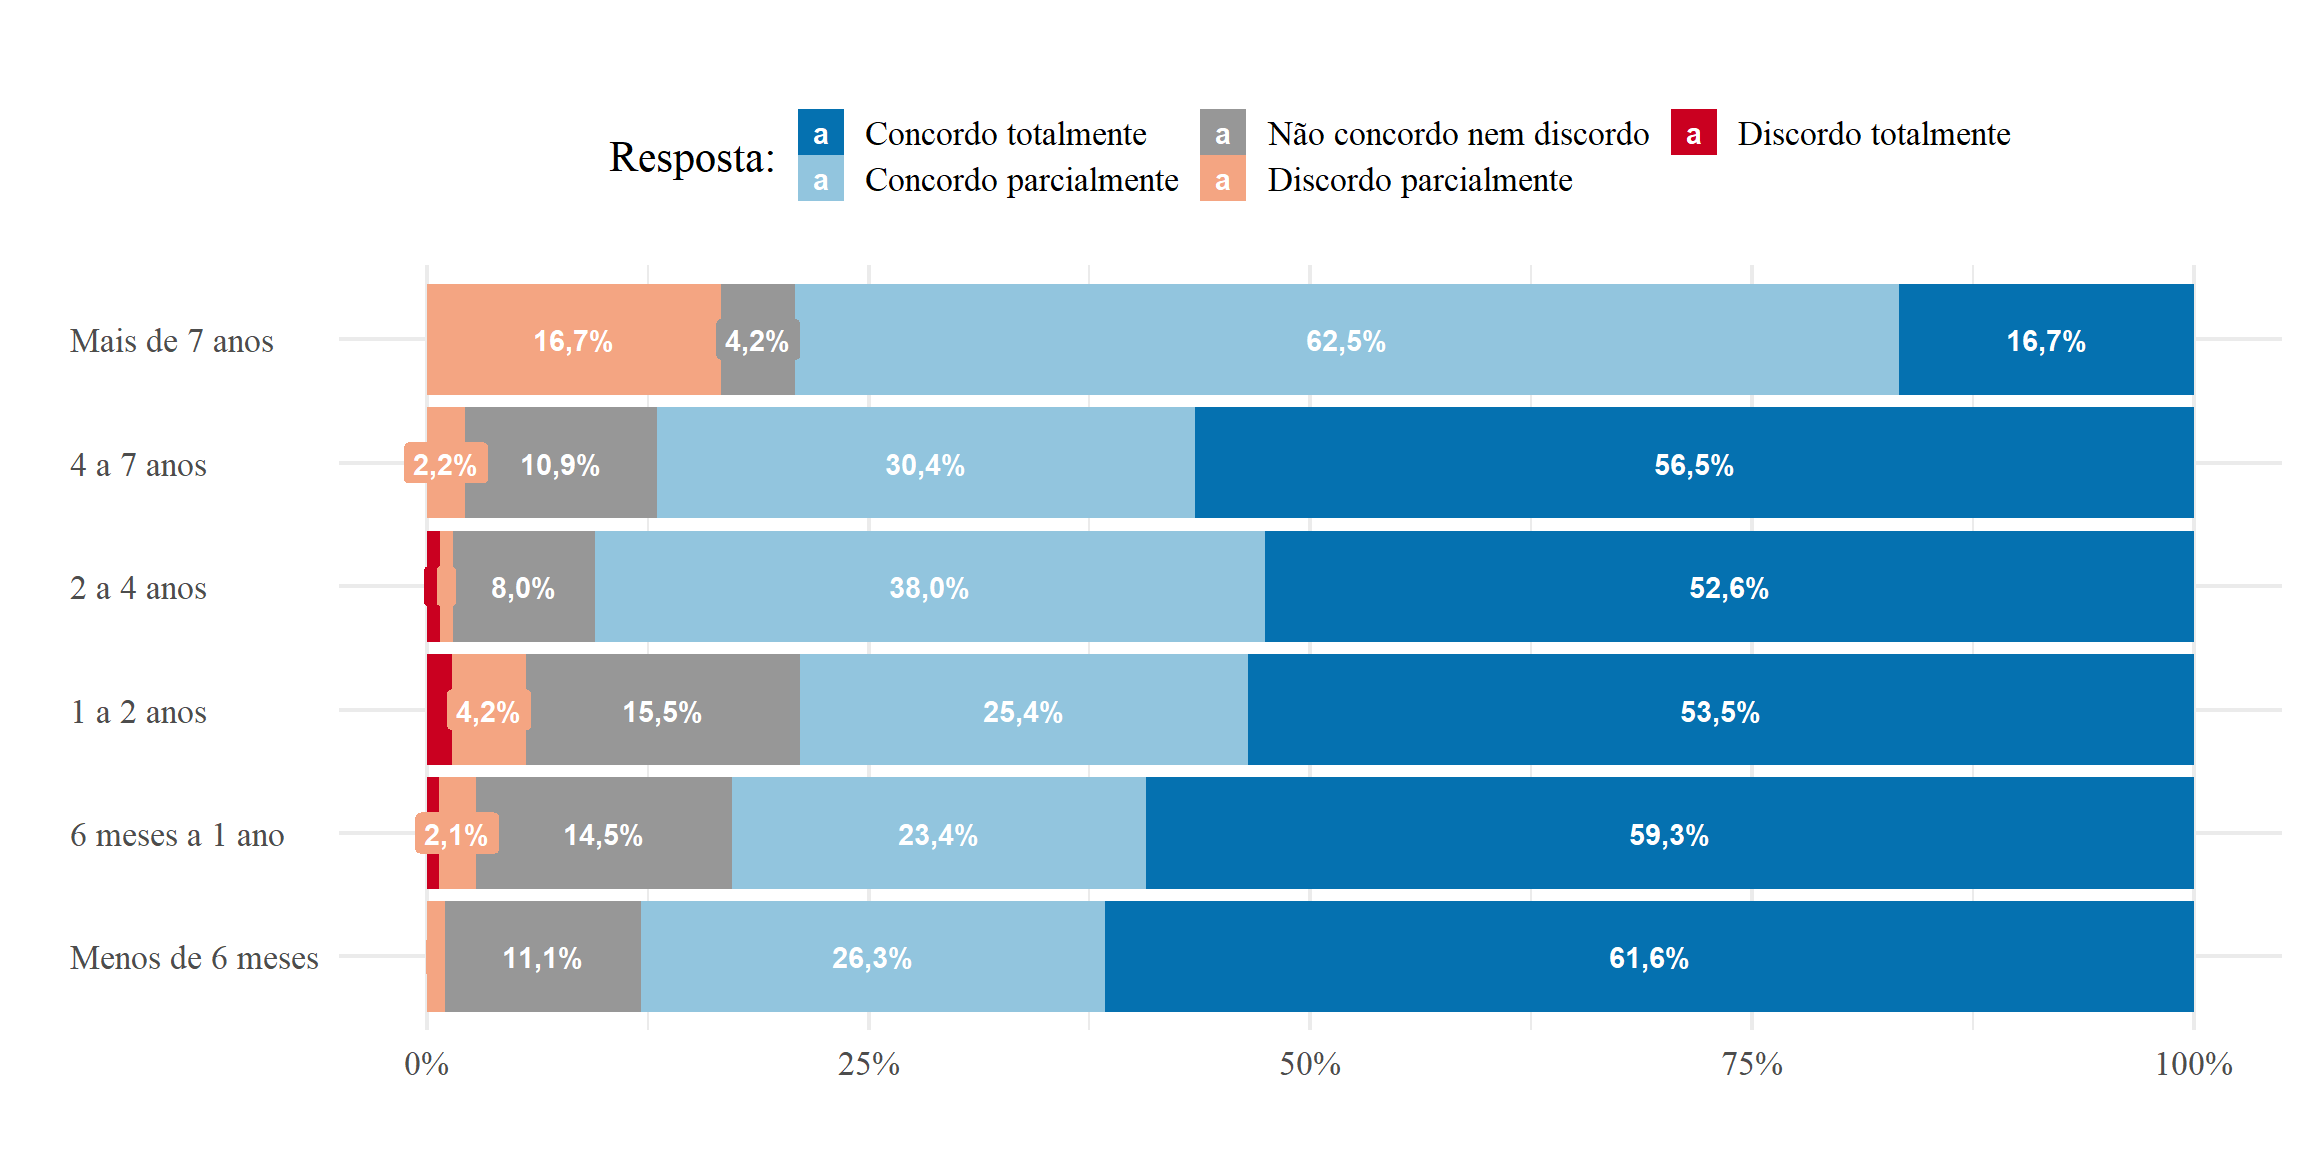 Resposta:
a Concordo totalmente a Não concordo nem discordo a Discordo totalmente
a Concordo parcialmente a Discordo parcialmente
Mais de 7 anos 16,7% 4,2% 62,5% 16,7%
4 a 7 anos 2,2% 10,9% 30,4% 56,5%
2 a 4 anos 8,0% 38,0% 52,6%
1 a 2 anos 4,2% 15,5% 25,4% 53,5%
6 meses a 1 ano 2,1% 14,5% 23,4% 59,3%
Menos de 6 meses 11,1% 26,3% 61,6%
0% 25% 50% 75% 100%